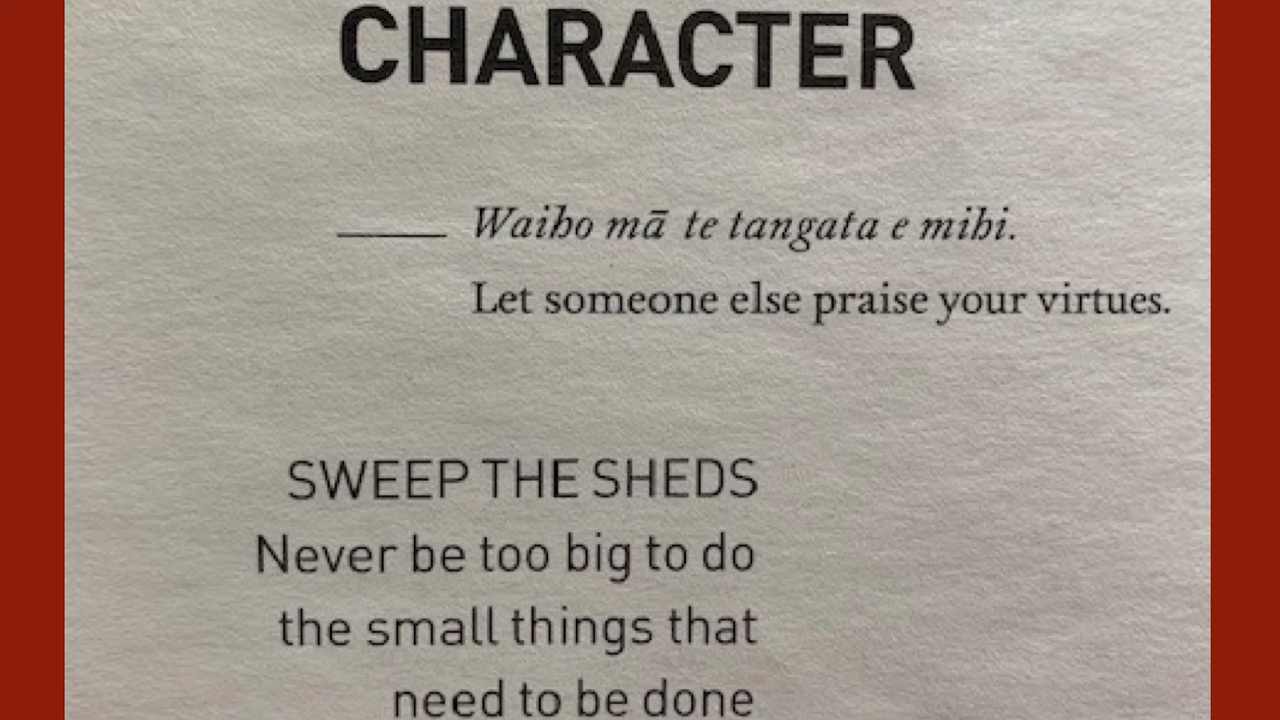 CHARACTER
Waiho mā te tangata e mihi.
Let someone else praise your virtues.
SWEEP THE SHEDS
Never be too big to do
the small things that
need to be done